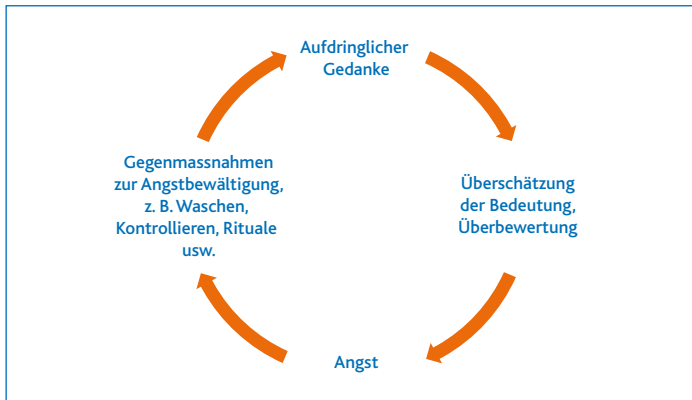 Aufdringlicher
Gedanke
Überschätzung
der Bedeutung,
Überbewertung
Angst
Gegenmassnahmen
zur Angstbewältigung,
z. B. Waschen,
Kontrollieren, Rituale
usw.